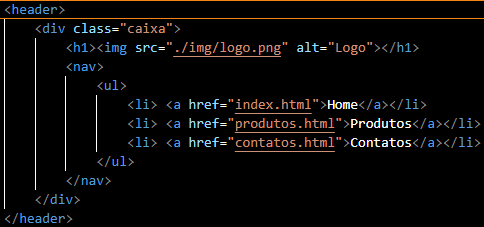 <header>
<div class="caixa">
<h1><img src="./img/logo.png" alt="Logo"></h1>
<nav>
<ul>
<li> <a href="index.html">Home</a></li>
<li> <a href="produtos.html">Produtos</a></li>
<li> <a href="contatos.html">Contatos</a></li>
</ul>
</nav>
</div>
</header>